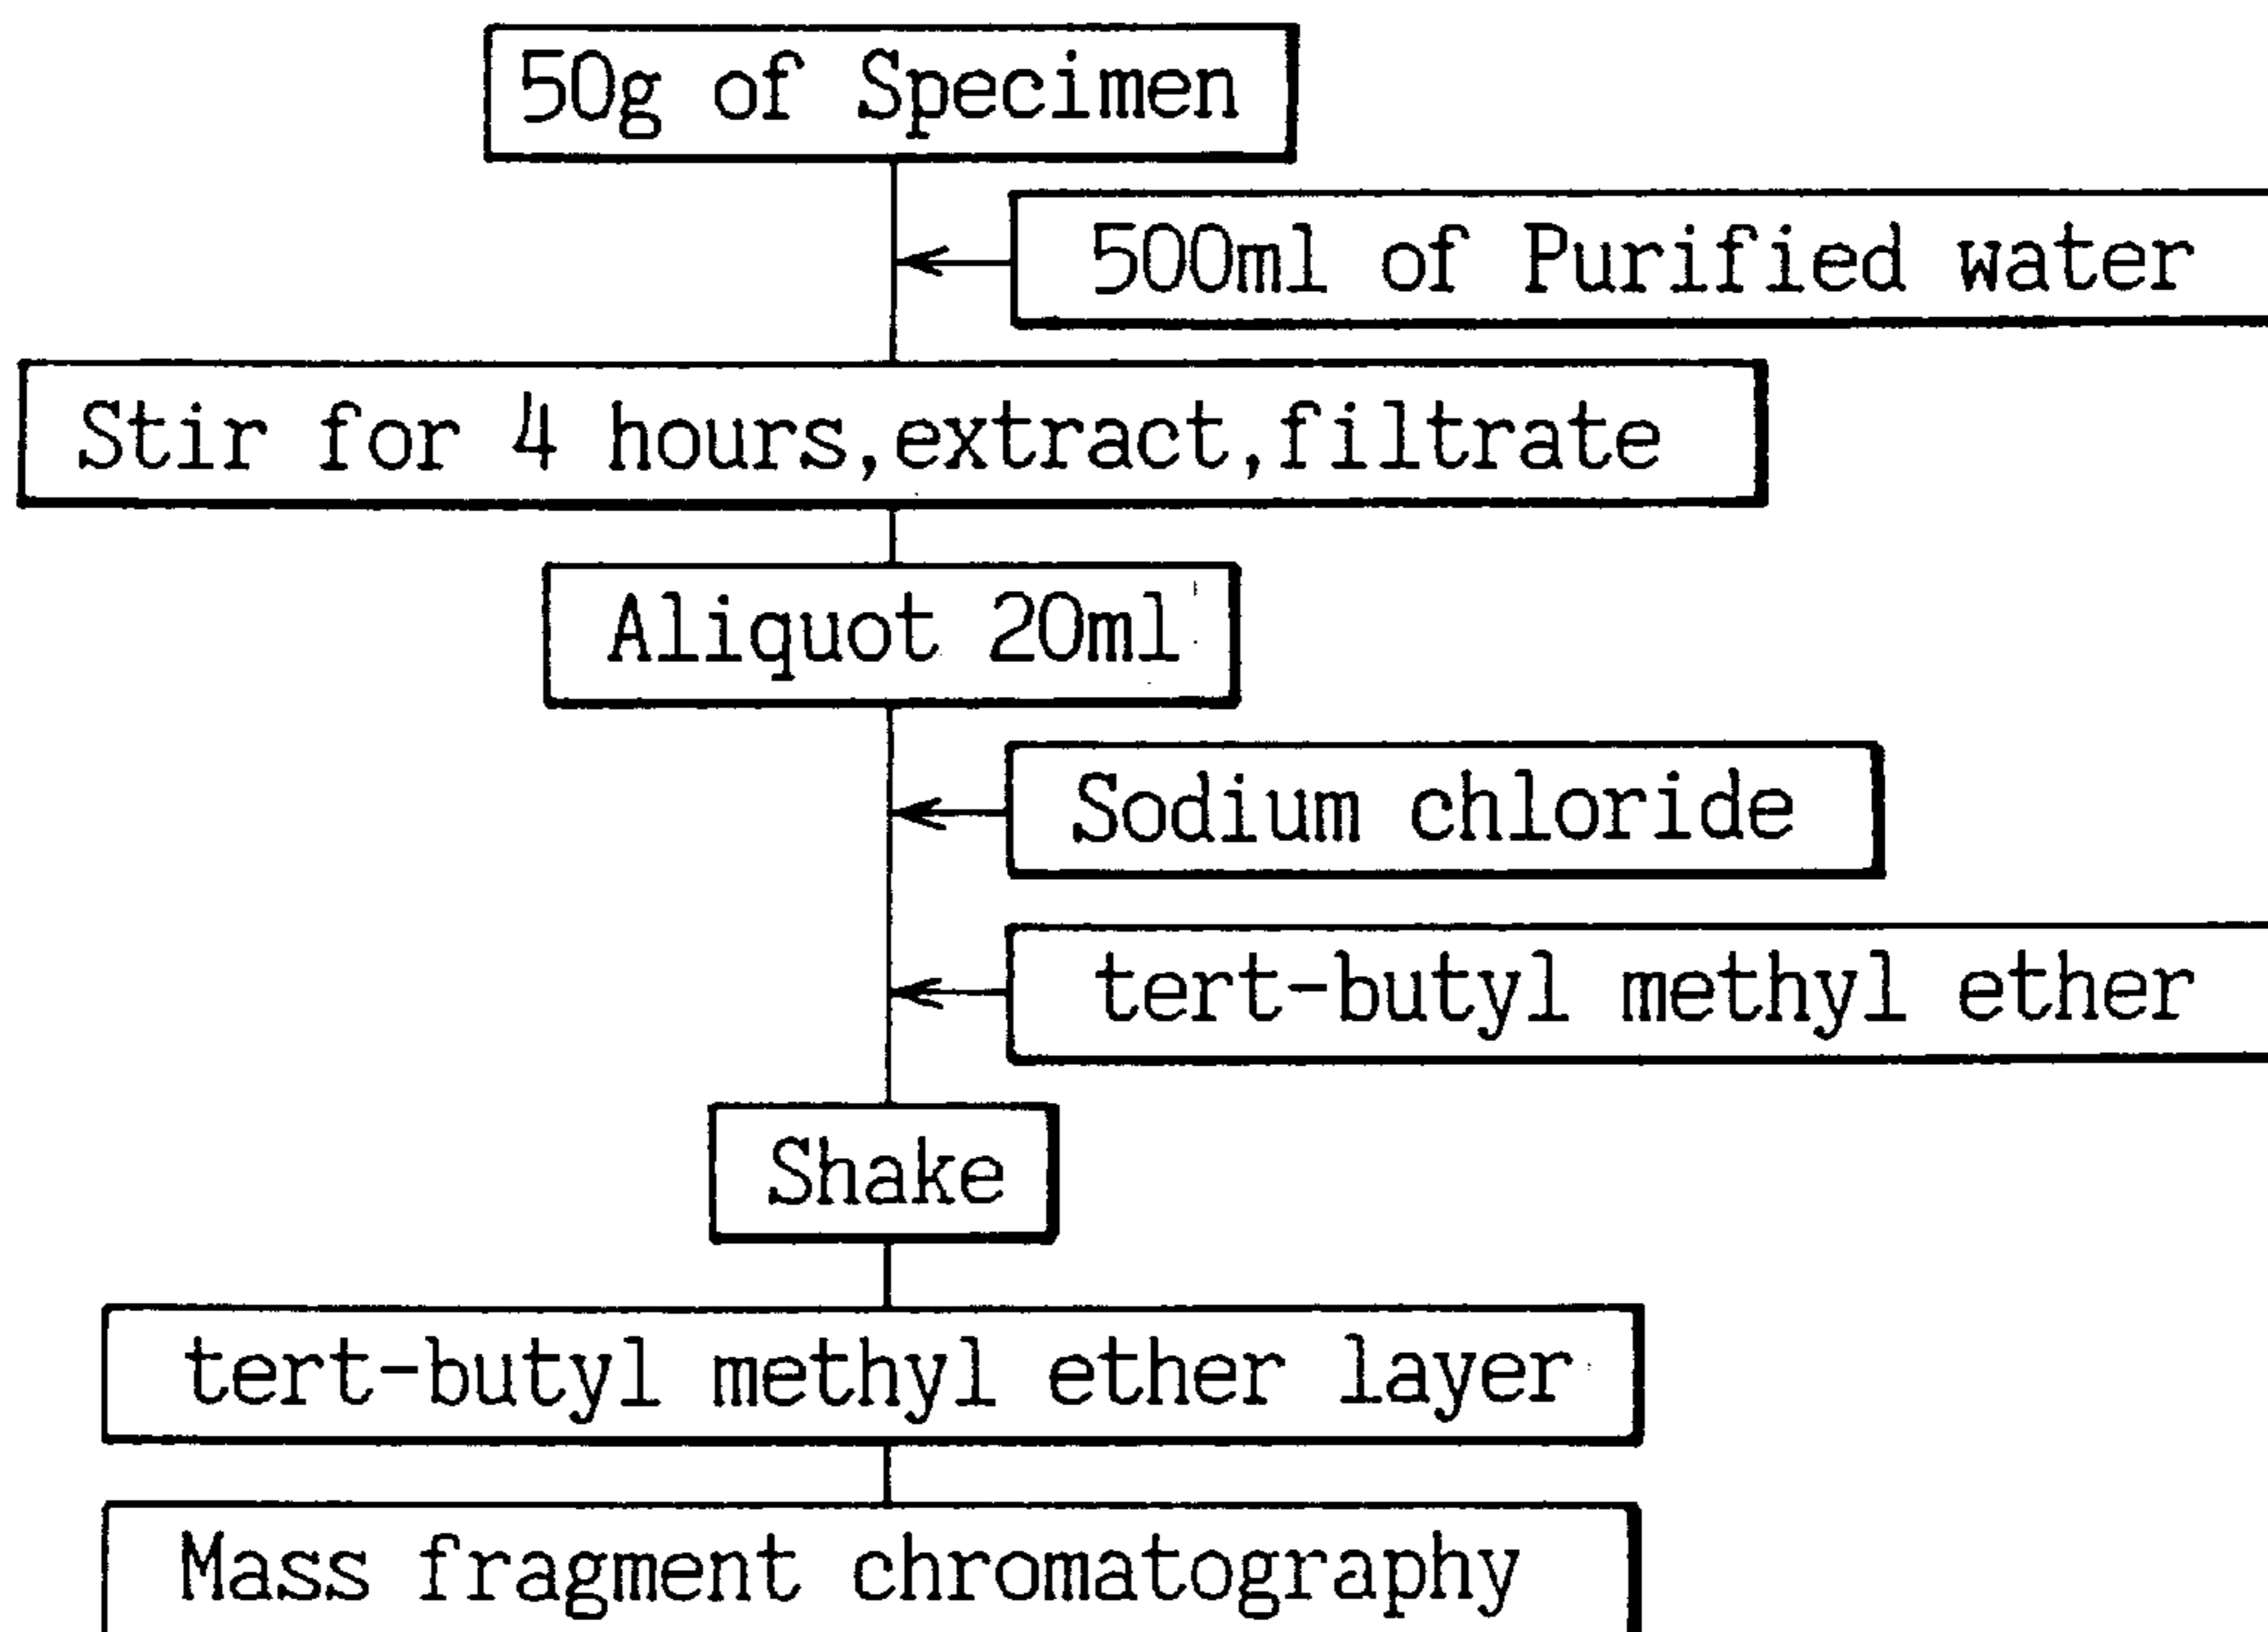 50g of Specimen
500ml of Purified water
Stir for 4 hours,extract,filtrate
Aliquot 20ml
Sodium chloride
tert-butyl methyl ether
Shake
tert-butyl methyl ether layer
Mass fragment chromatography